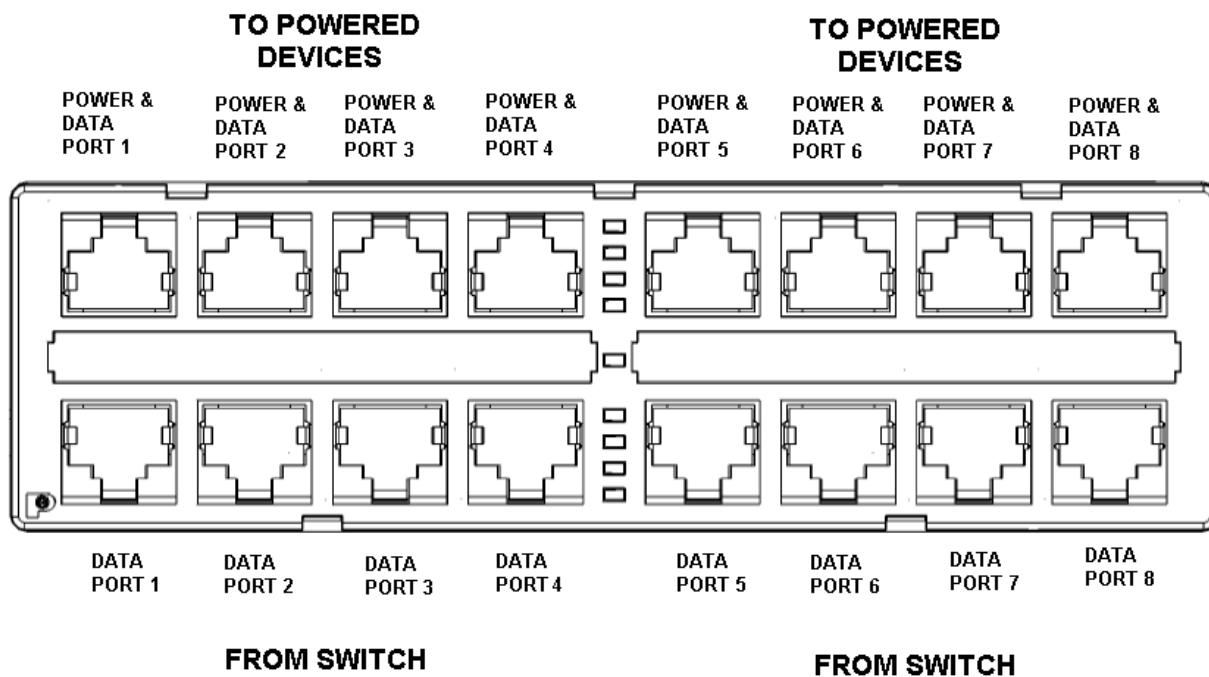 TO POWERED
DEVICES
TO POWERED
DEVICES
POWER &
DATA
PORT 1
POWER &
DATA
PORT 2
POWER &
DATA
PORT 3
POWER &
DATA
PORT 4
POWER &
DATA
PORT 5
POWER &
DATA
PORT 6
POWER &
DATA
PORT 7
POWER &
DATA
PORT 8
DATA
PORT 1
DATA
PORT 2
DATA
PORT 3
DATA
PORT 4
DATA
PORT 5
DATA
PORT 6
DATA
PORT 7
DATA
PORT 8
FROM SWITCH
FROM SWITCH